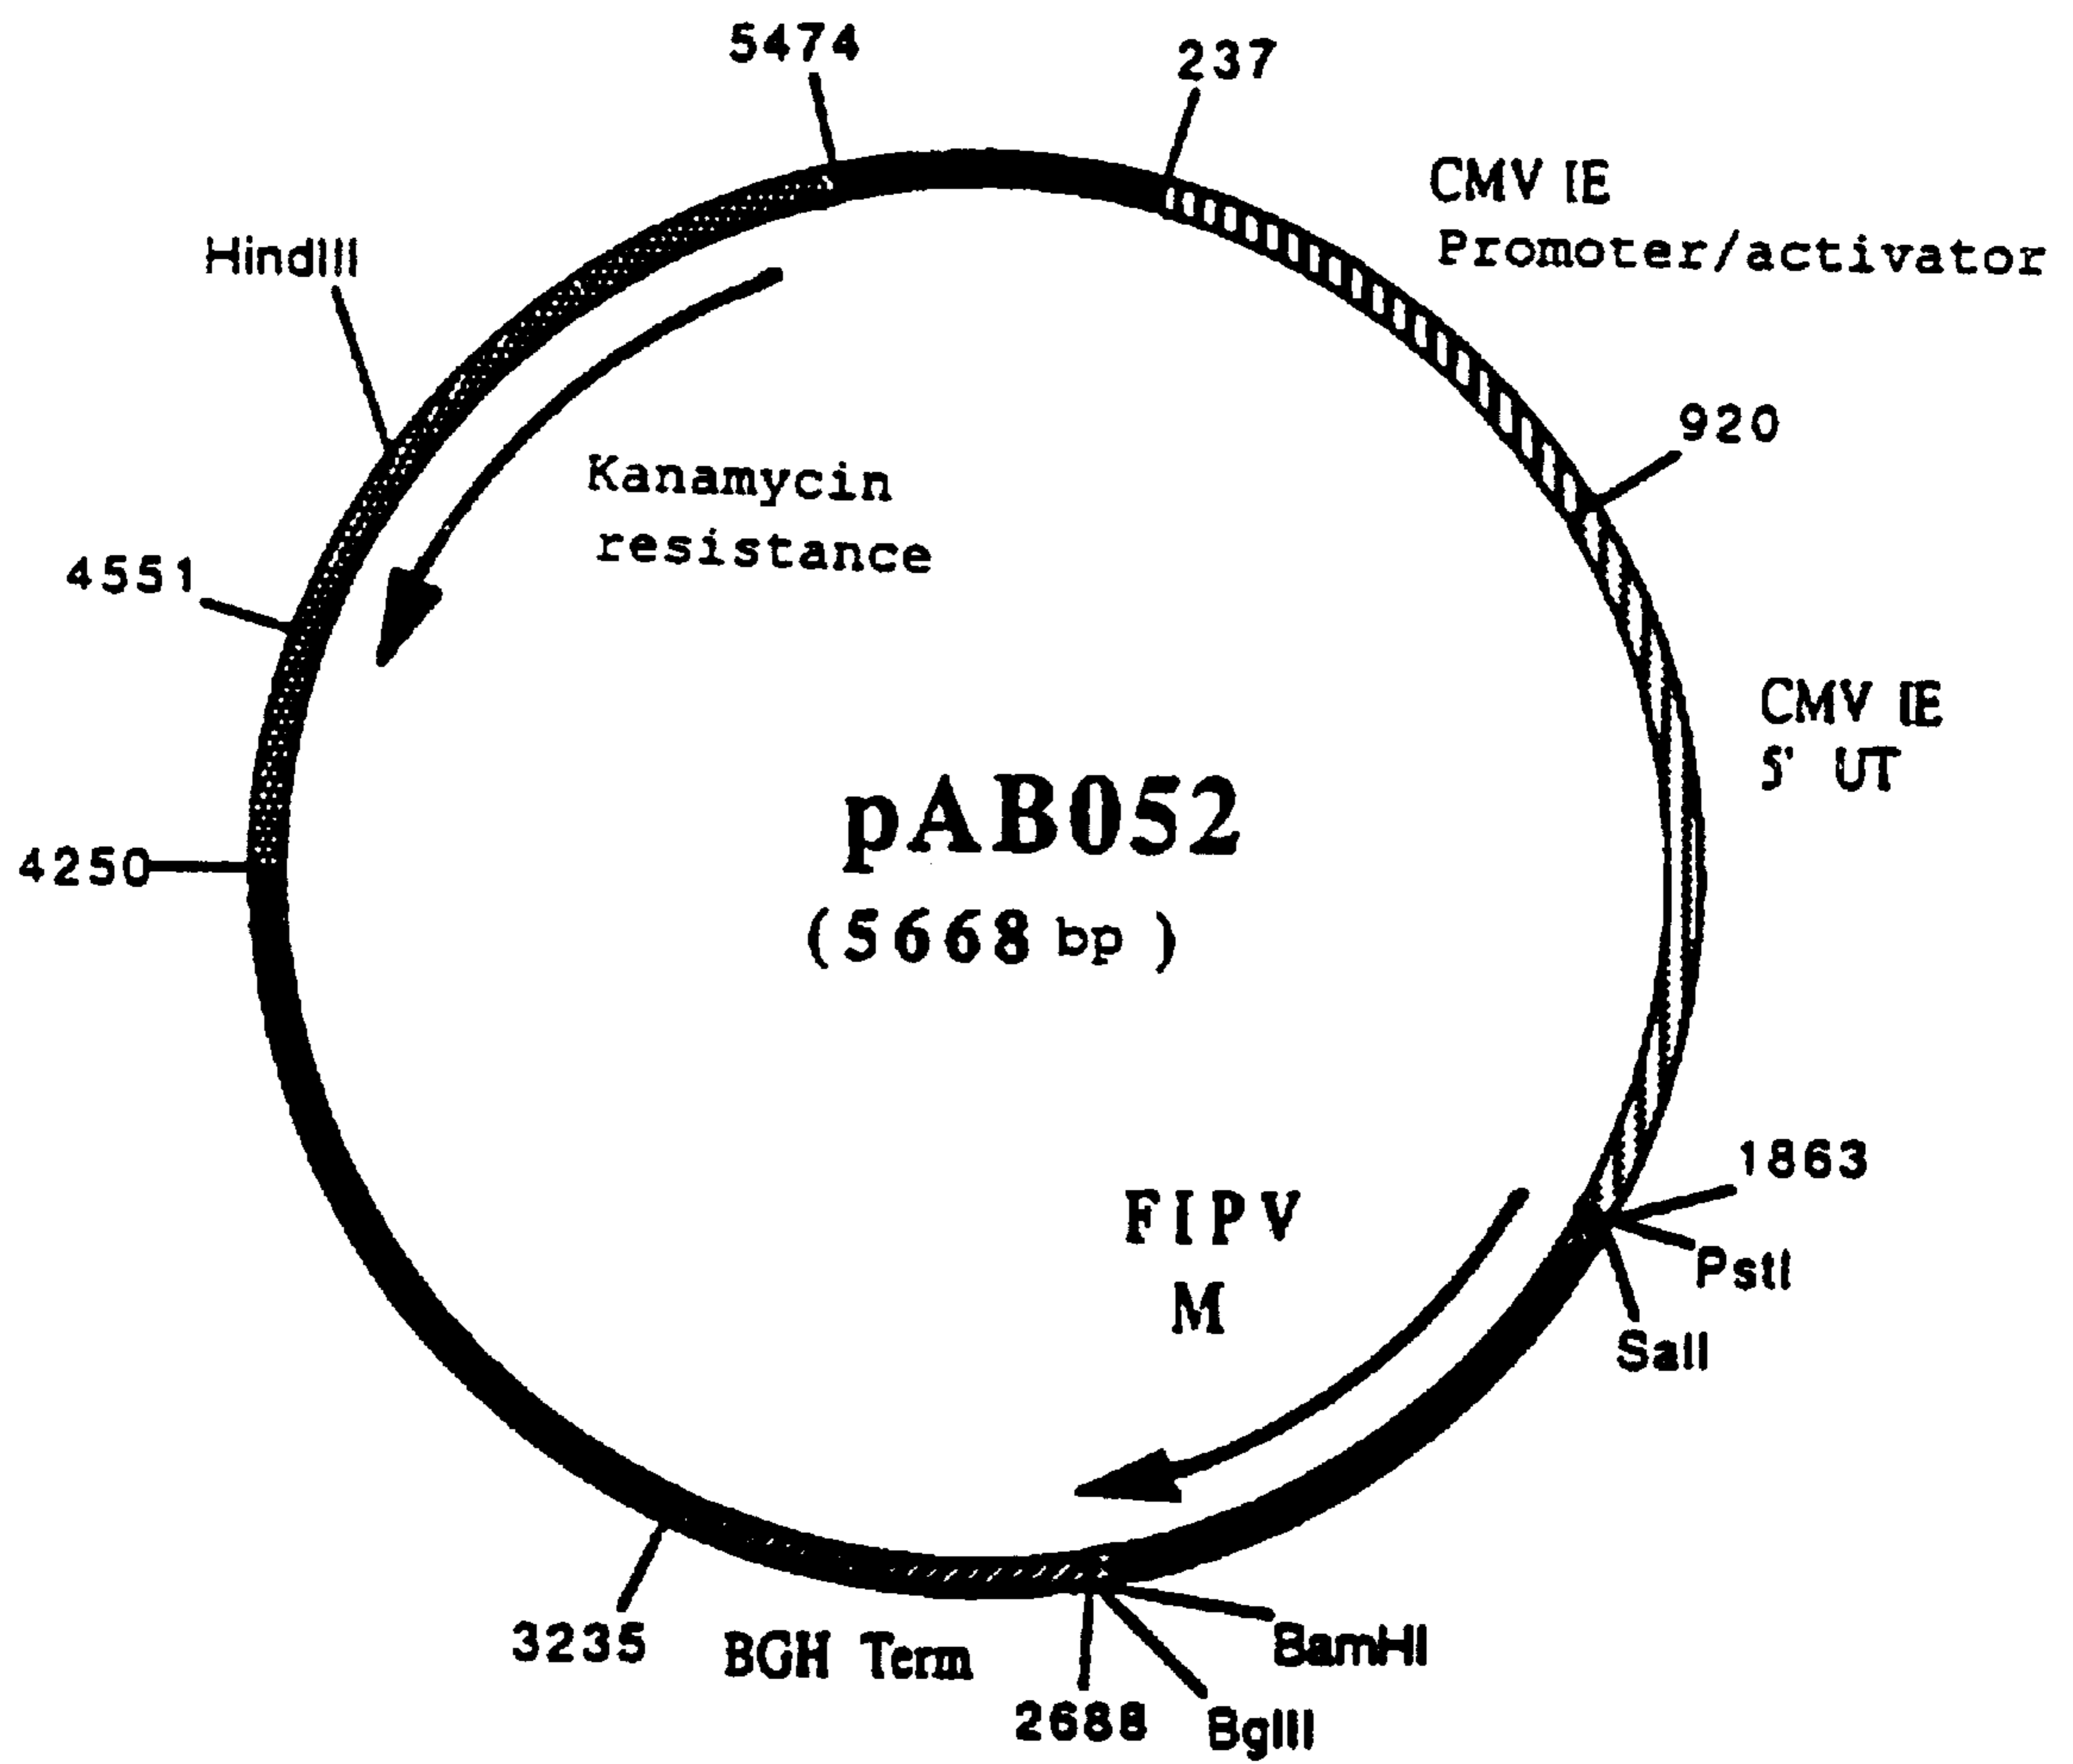 5474
237
CMV IE
Promoter/activator
HindIII
920
Kanamycin
resistance
4551
CMV IE
5' UT
pAB052
(5668 bp)
4250
1863
FIPV
M
PstI
SalI
3235
BGH Term
BamHI
2688
BglII